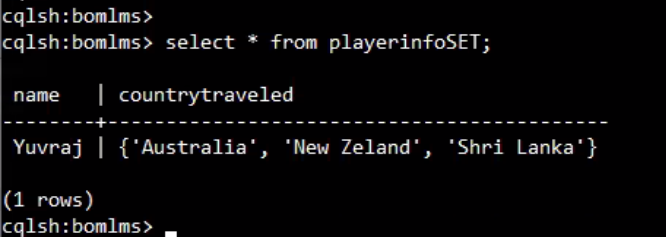 cqlsh:bomlms>
cqlsh:bomlms> select * from playerinfoSET;
name | countrytraveled
--------+-------------------------------------------
Yuvraj | {'Australia', 'New Zeland', 'Shri Lanka'}
(1 rows)
cqlsh:bomlms>